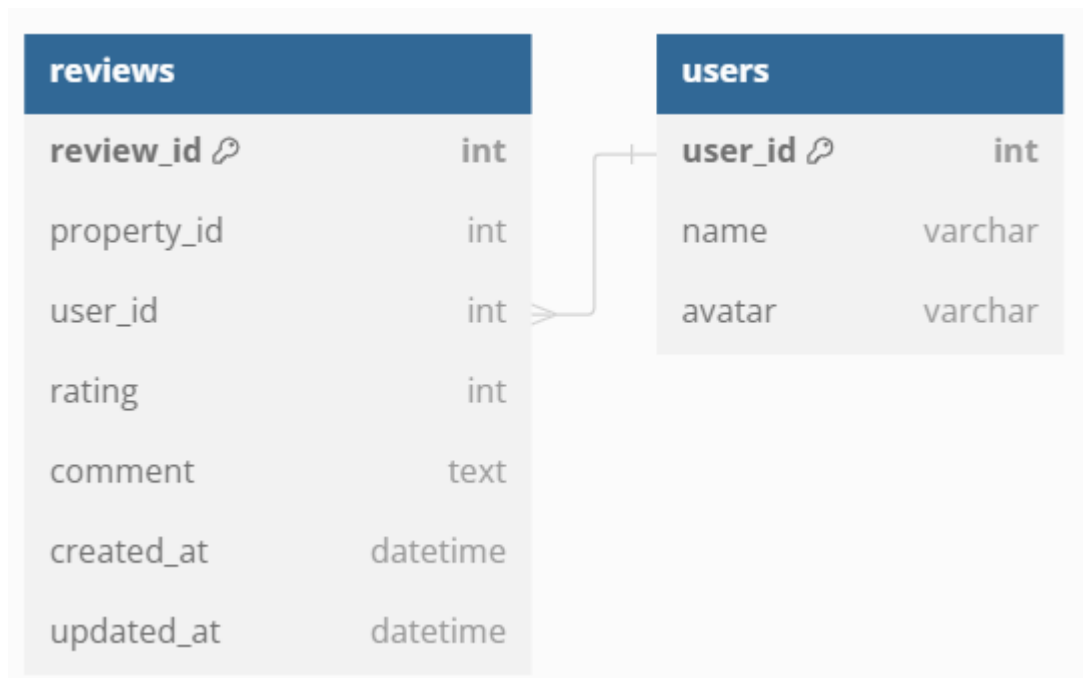 reviews
review_id int
property_id int
user_id int
rating int
comment text
created_at datetime
updated_at datetime
users
user_id int
name varchar
avatar varchar